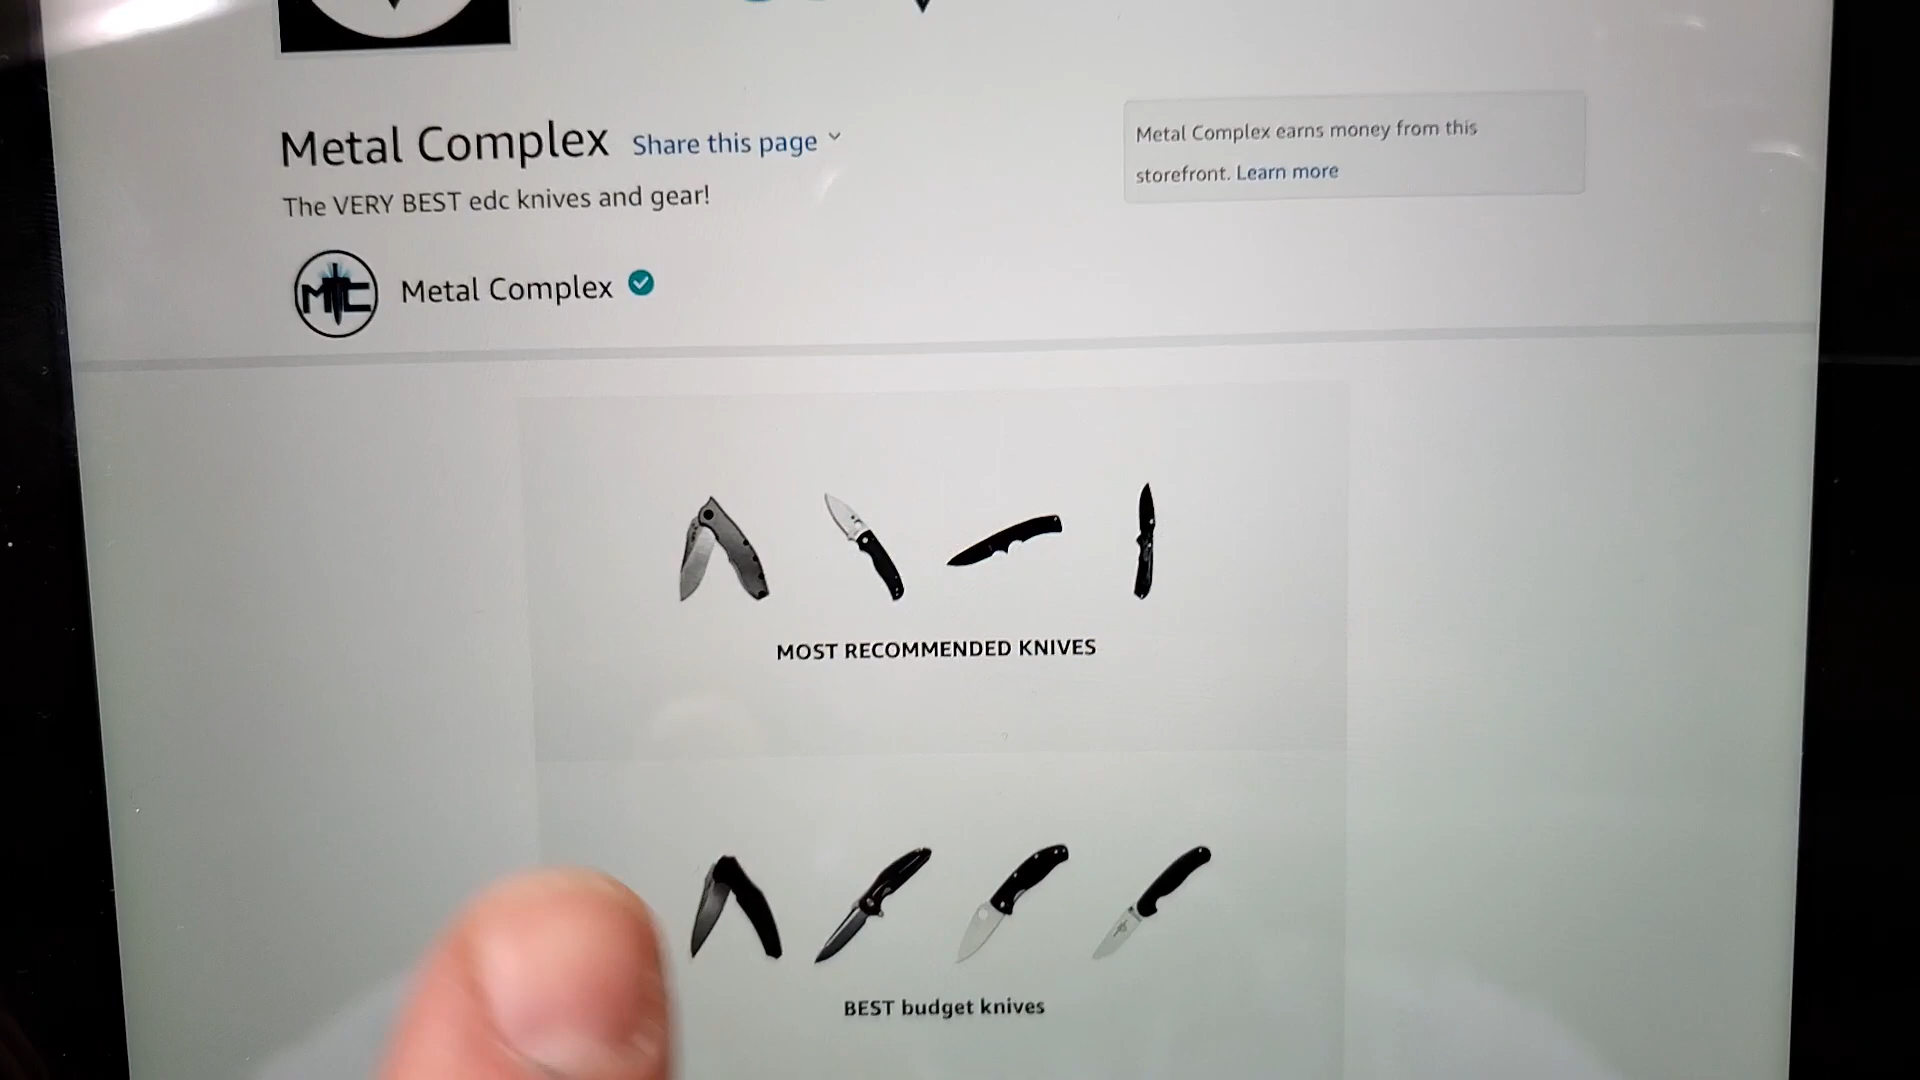 Metal Complex Share this page
The VERY BEST edc knives and gear!
Metal Complex earns money from this
storefront. Learn more
MC
Metal Complex
MOST RECOMMENDED KNIVES
BEST budget knives